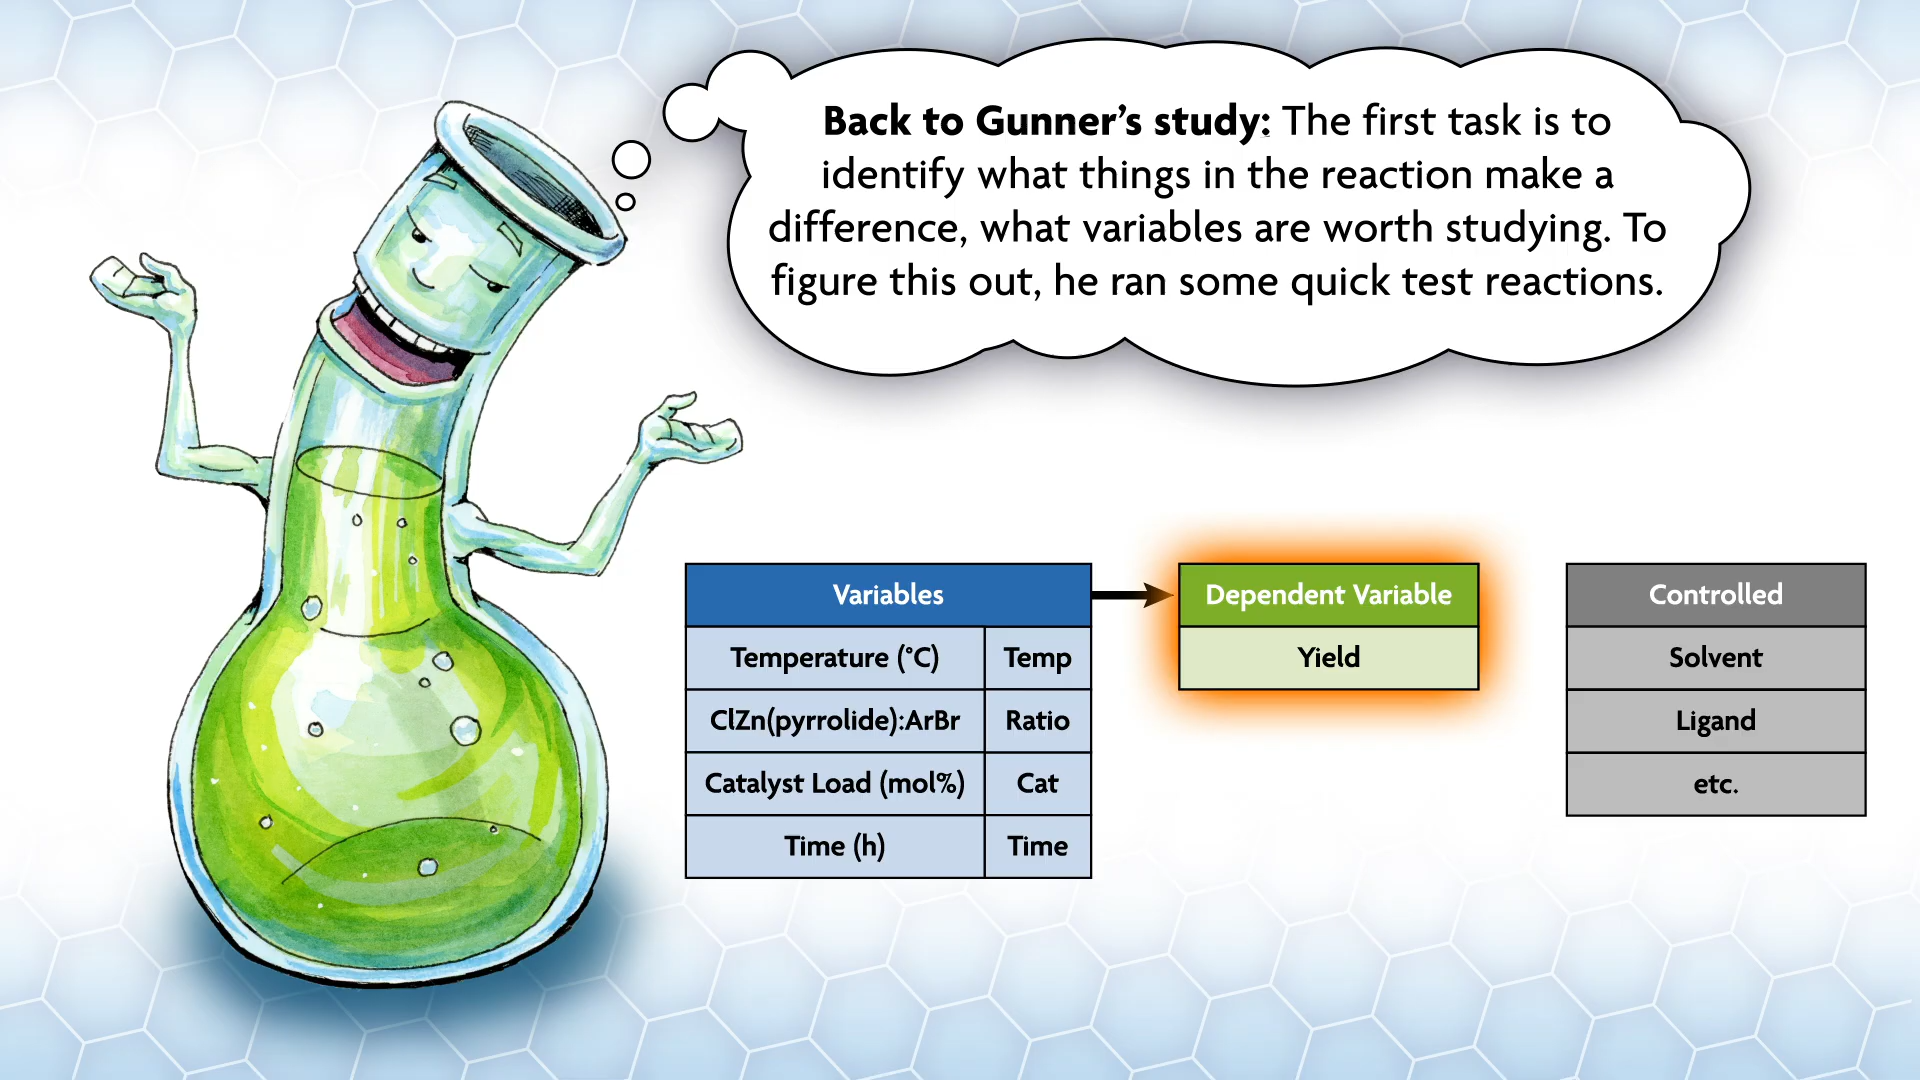 Back to Gunner’s study: The first task is to
identify what things in the reaction make a
difference, what variables are worth studying. To
figure this out, he ran some quick test reactions.
Variables
Temperature (°C) Temp
ClZn(pyrrolide):ArBr Ratio
Catalyst Load (mol%) Cat
Time (h) Time
Dependent Variable
Yield
Controlled
Solvent
Ligand
etc.